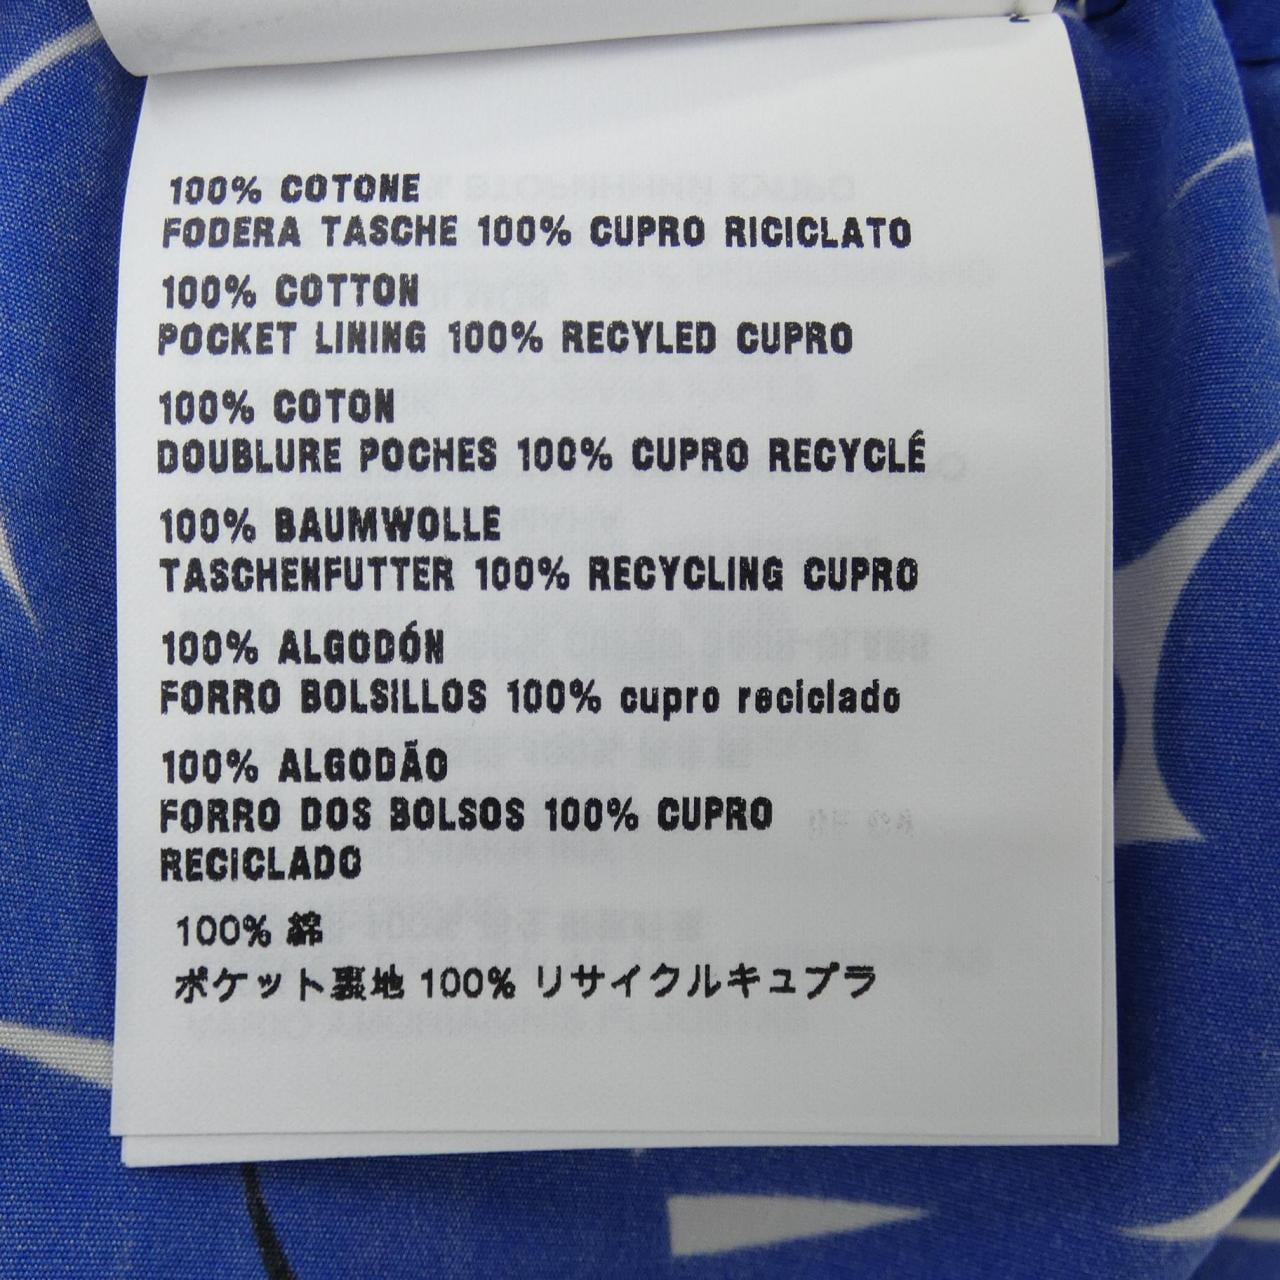 100% COTONE
FODERA TASCHE 100% CUPRO RICICLATO
100% COTTON
POCKET LINING 100% RECYLED CUPRO
100% COTON
DOUBLURE POCHES 100% CUPRO RECYCLÉ
100% BAUMWOLLE
TASCHENFUTTER 100% RECYCLING CUPRO
100% ALGODÓN
FORRO BOLSILLOS 100% cupro reciclado
100% ALGODÃO
FORRO DOS BOLSOS 100% CUPRO
RECICLADO
100% 綿
ポケット裏地 100% リサイクルキュプラ